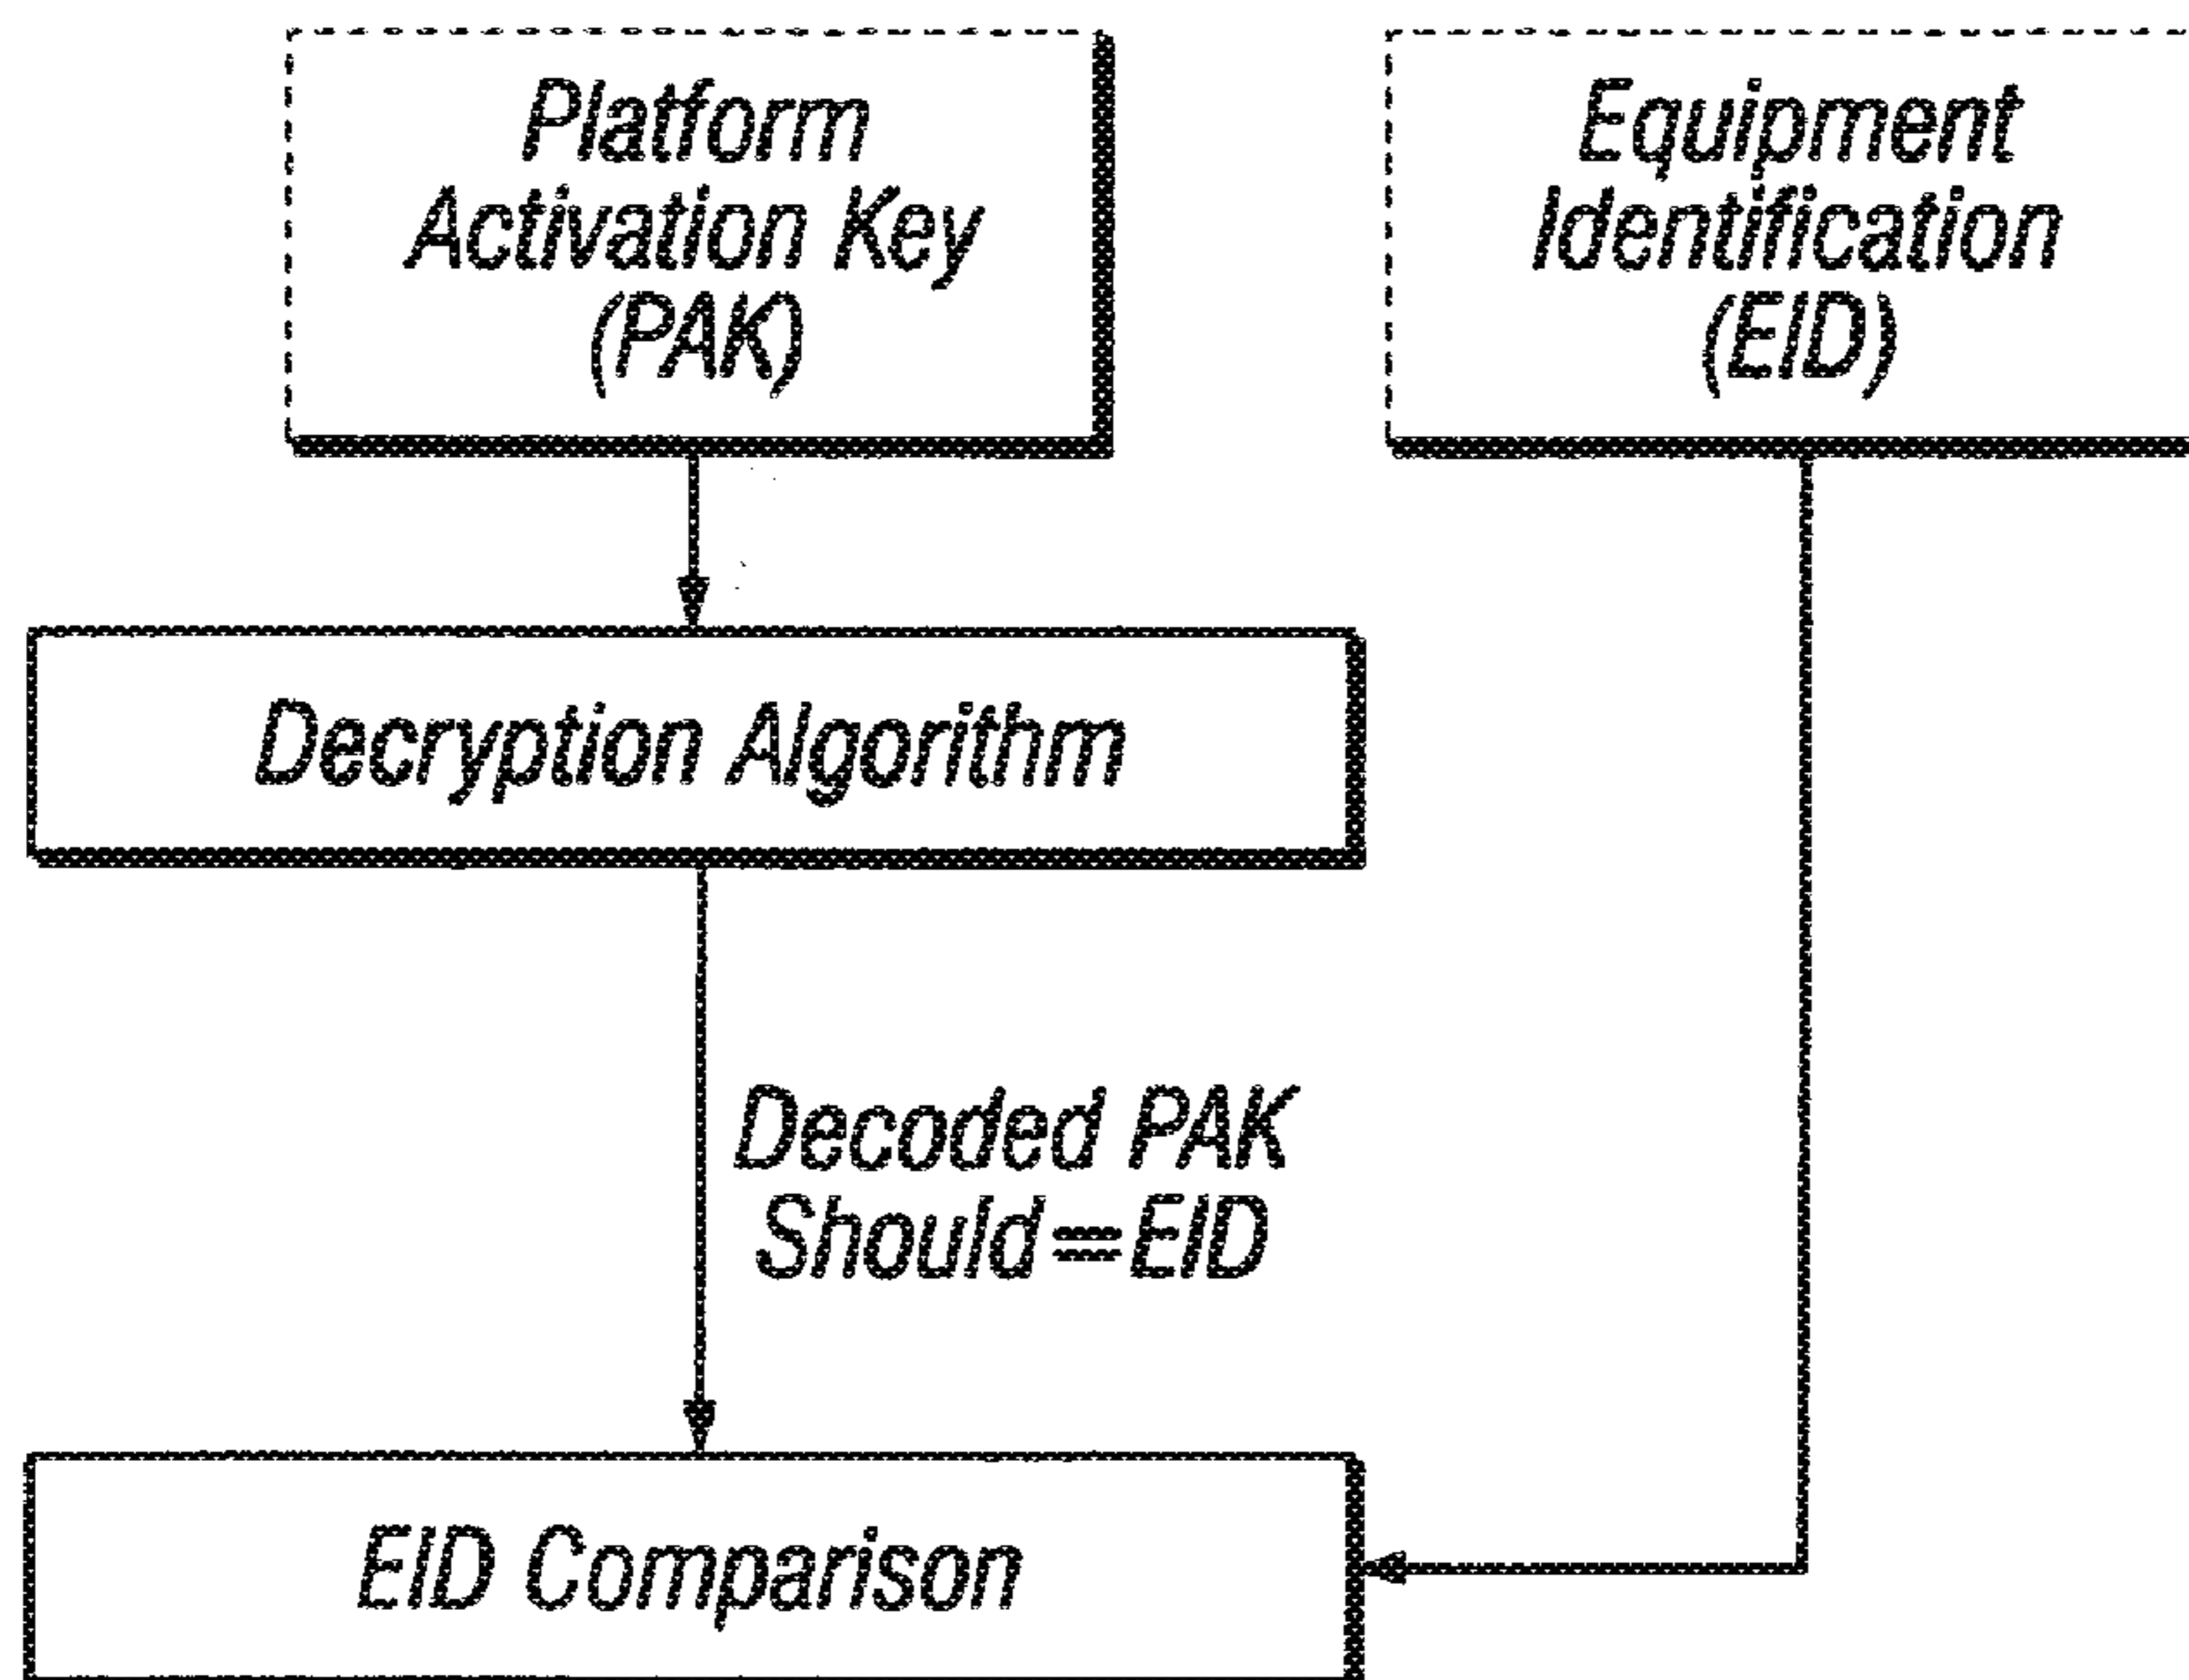 Platform
Activation Key
(PAK)
Equipment
Identification
(EID)
Decryption Algorithm
Decoded PAK
Should=EID
EID Comparison